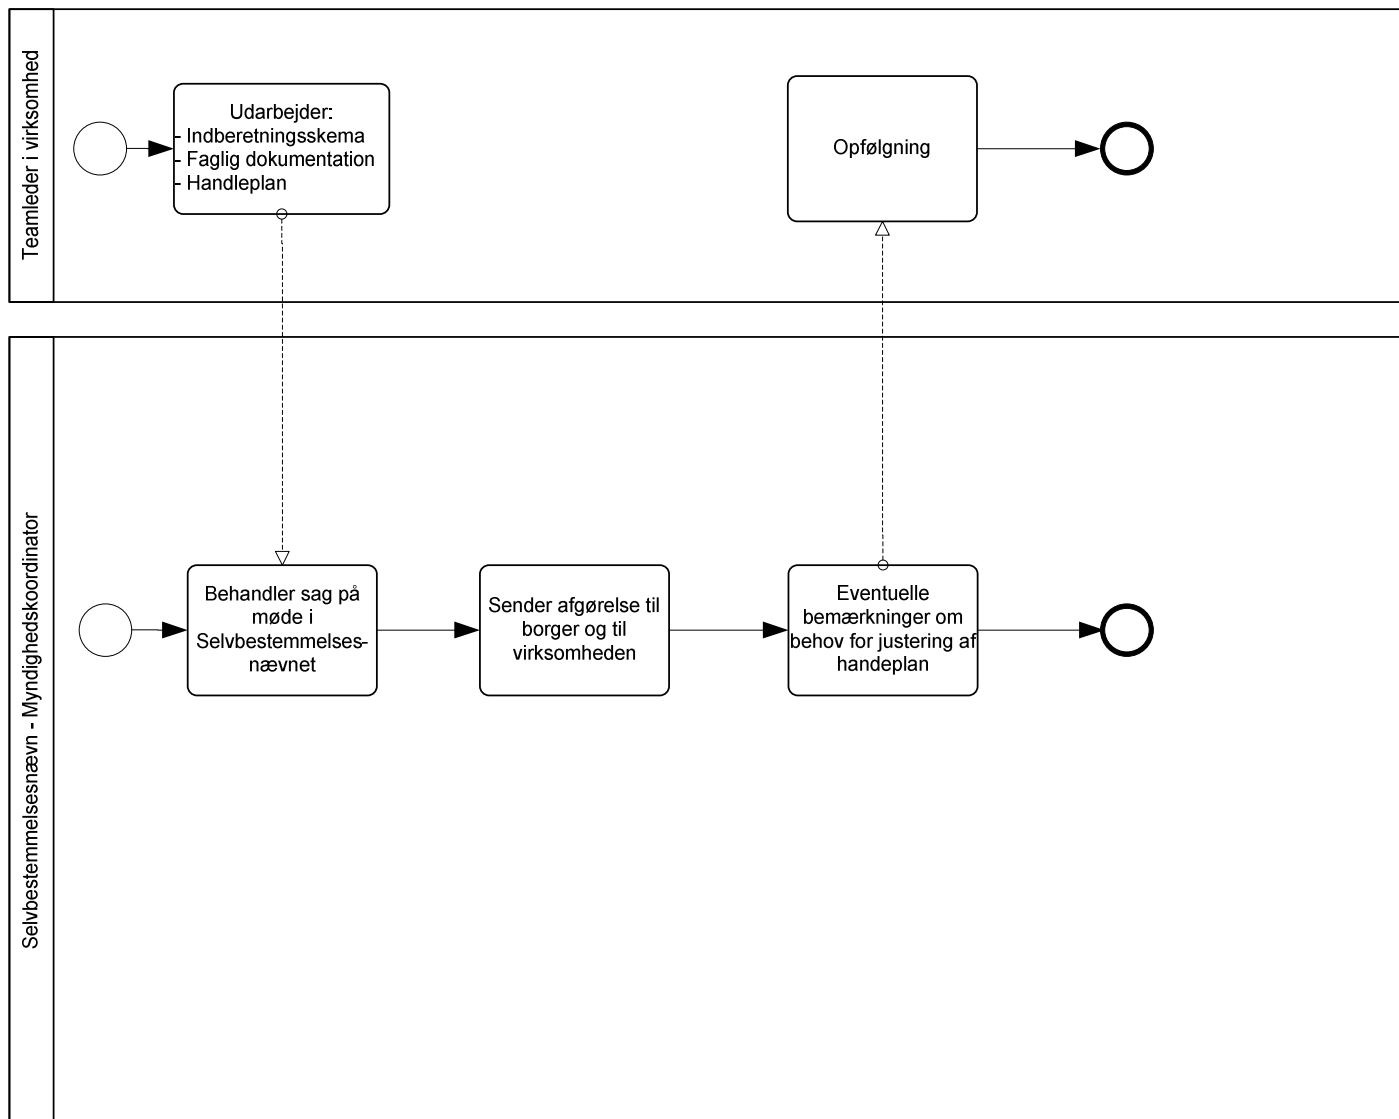 Teamleder i virksomhed
Udarbejder:
- Indberetningsskema
- Faglig dokumentation
- Handleplan
Opfølgning
Selvbestemmelsesnævn - Myndighedskoordinator
Behandler sag på
møde i
Selvbestemmelses-
nævnet
Sender afgørelse til
borger og til
virksomheden
Eventuelle
bemærkninger om
behov for justering af
handeplan